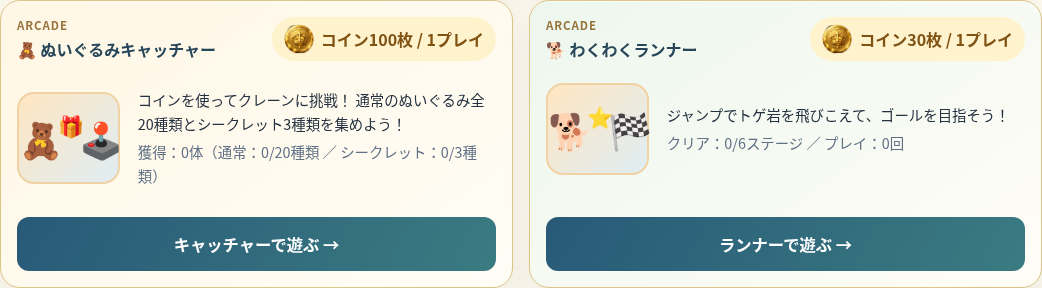 ARCADE
ぬいぐるみキャッチャー
コイン100枚 / 1プレイ
コインを使ってクレーンに挑戦！ 通常のぬいぐるみ全
20種類とシークレット3種類を集めよう！
獲得：0体（通常：0/20種類 ／ シークレット：0/3種
類）
キャッチャーで遊ぶ →
ARCADE
わくわくランナー
コイン30枚 / 1プレイ
ジャンプでトゲ岩を飛びこえて、ゴールを目指そう！
クリア：0/6ステージ ／ プレイ：0回
ランナーで遊ぶ →